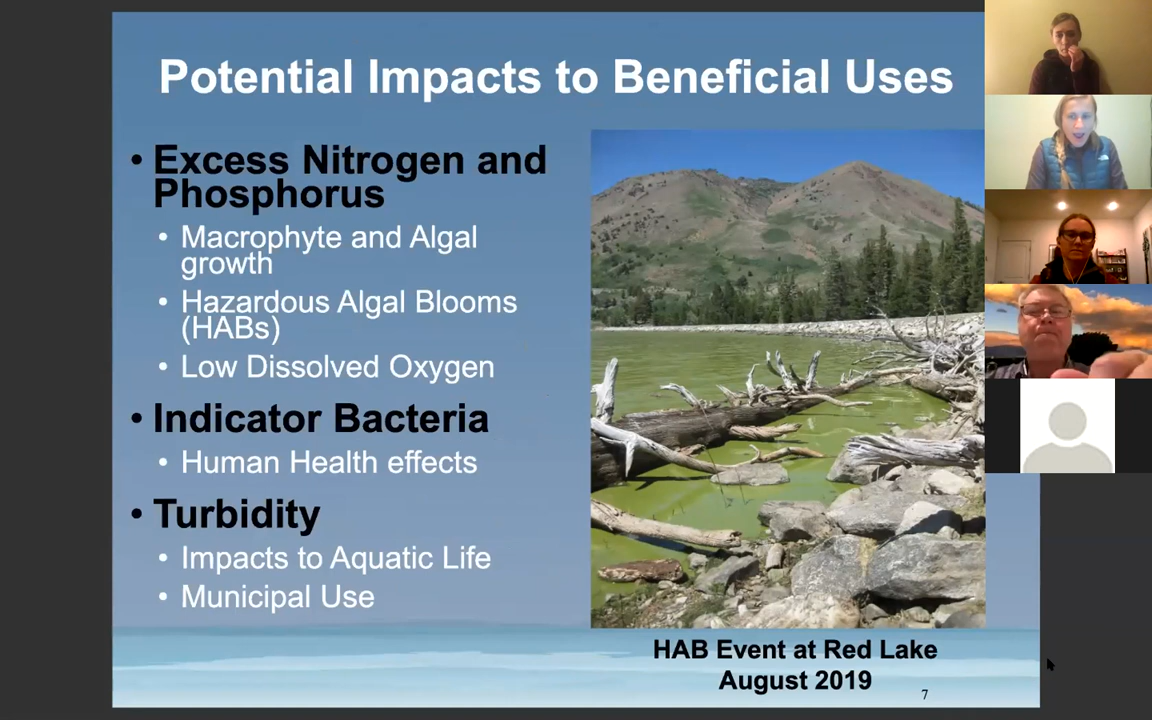 Potential Impacts to Beneficial Uses
• Excess Nitrogen and
Phosphorus
• Macrophyte and Algal
growth
• Hazardous Algal Blooms
(HABs)
• Low Dissolved Oxygen
• Indicator Bacteria
• Human Health effects
• Turbidity
• Impacts to Aquatic Life
• Municipal Use
HAB Event at Red Lake
August 2019
7